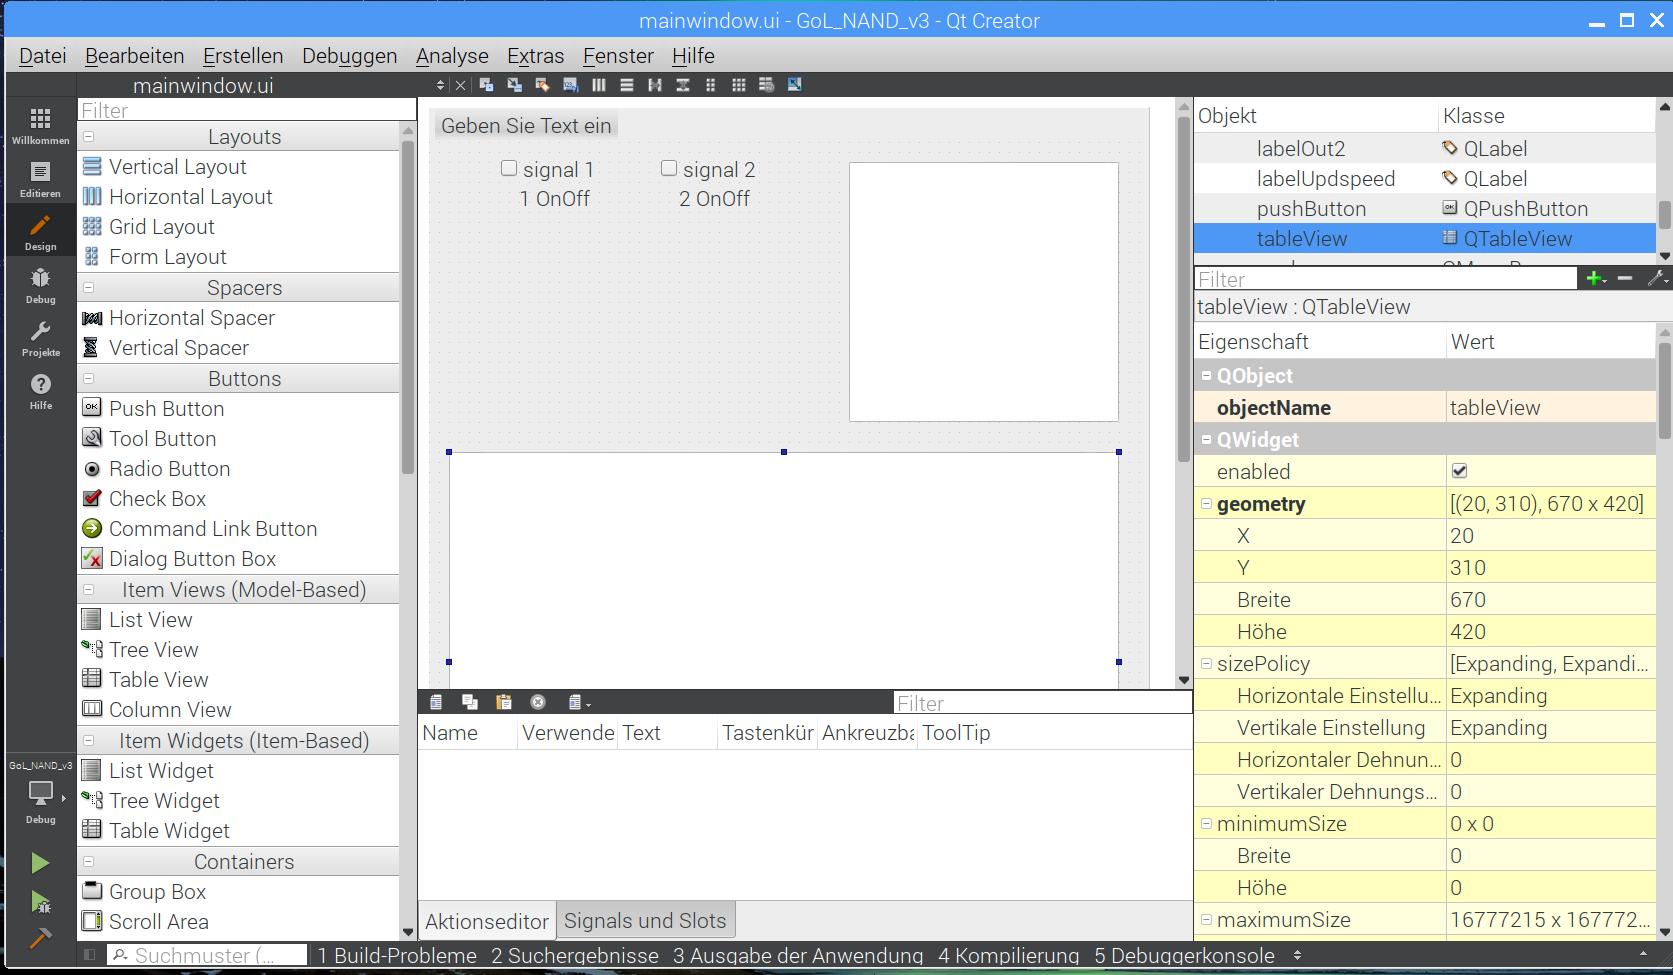 mainwindow.ui - GoL_NAND_v3 - Qt Creator
Datei Bearbeiten Erstellen Debuggen Analyse Extras Fenster Hilfe
mainwindow.ui
Willkommen
Editieren
Design
Debug
Projekte
Hilfe
GoL_NAND_v3
Debug
Filter
Layouts
Vertical Layout
Horizontal Layout
Grid Layout
Form Layout
Spacers
Horizontal Spacer
Vertical Spacer
Buttons
Push Button
Tool Button
Radio Button
Check Box
Command Link Button
Dialog Button Box
Item Views (Model-Based)
List View
Tree View
Table View
Column View
Item Widgets (Item-Based)
List Widget
Tree Widget
Table Widget
Containers
Group Box
Scroll Area
Geben Sie Text ein
signal 1 signal 2
1 OnOff 2 OnOff
Filter
Name Verwende Text Tastenkür Ankreuzba ToolTip
Aktionseditor Signals und Slots
Objekt Klasse
labelOut2 QLabel
labelUpdspeed QLabel
pushButton QPushButton
tableView QTableView
Filter
tableView : QTableView
Eigenschaft Wert
QObject
objectName tableView
QWidget
enabled
geometry [(20, 310), 670 x 420]
X 20
Y 310
Breite 670
Höhe 420
sizePolicy [Expanding, Expandi...
Horizontale Einstellu... Expanding
Vertikale Einstellung Expanding
Horizontaler Dehnun... 0
Vertikaler Dehnungs... 0
minimumSize 0 x 0
Breite 0
Höhe 0
maximumSize 16777215 x 167772...
Suchmuster (... 1 Build-Probleme 2 Suchergebnisse 3 Ausgabe der Anwendung 4 Kompilierung 5 Debuggerkonsole